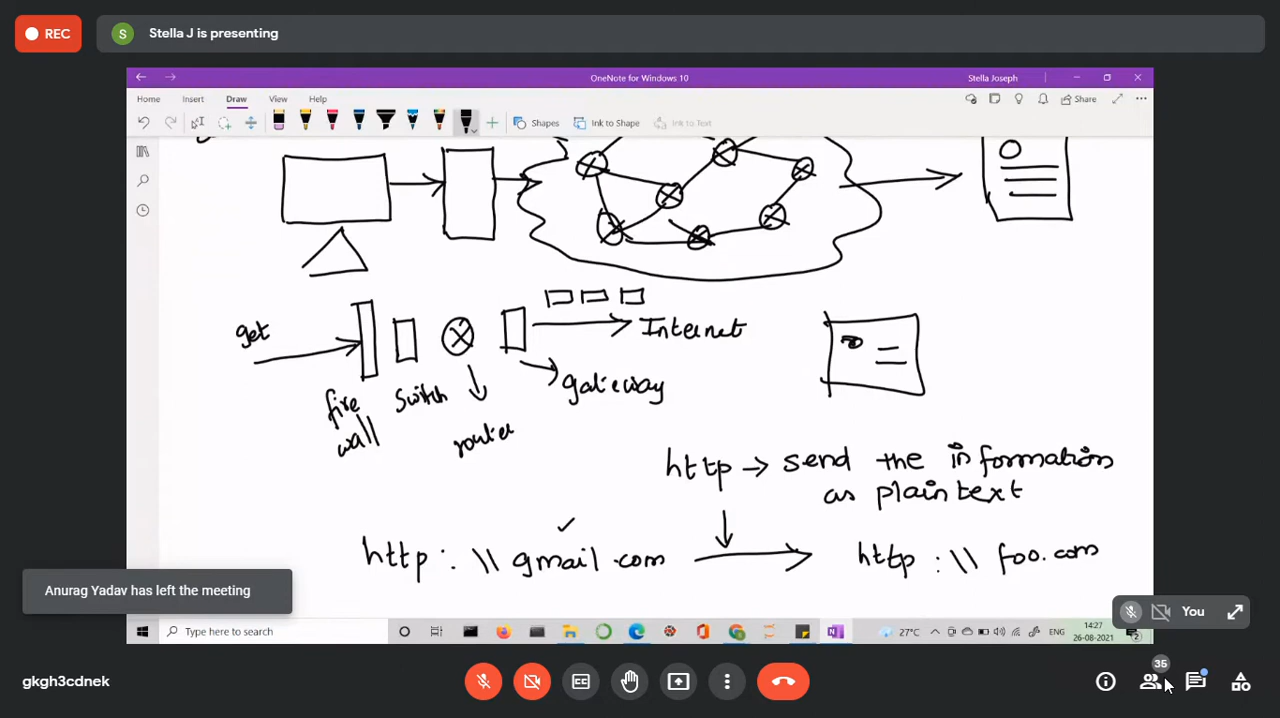 REC
S
Stella J is presenting
OneNote for Windows 10
Stella Joseph
Home Insert Draw View Help
Share
Shapes Ink to Shape Ink to Text
get
Internet
fire
wall
Switch
gateway
router
http → send the information
as plain text
http : \\ gmail .com
http : \\ foo.com
Anurag Yadav has left the meeting
You
Type here to search
27°C
ENG
14:27
26-08-2021
2
gkgh3cdnek
35